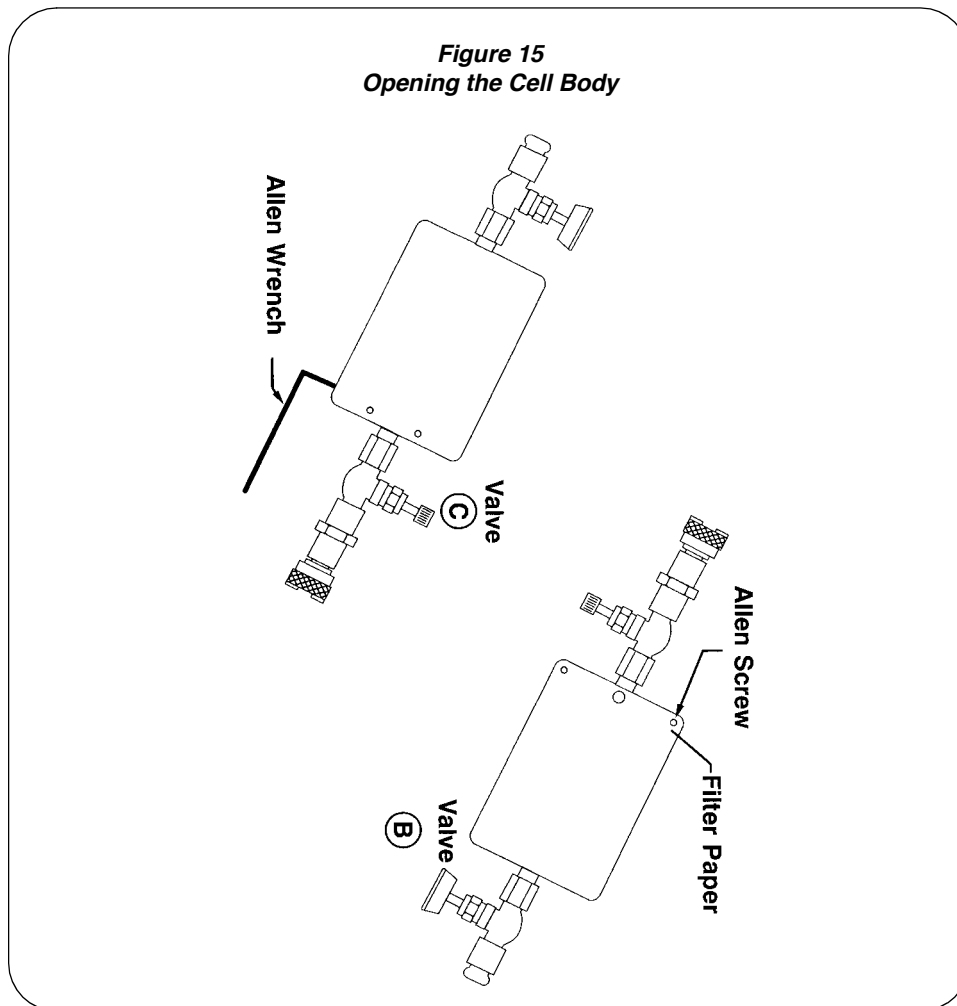 Figure 15
Opening the Cell Body
Allen Wrench
Valve
C
Allen Screw
Filter Paper
Valve
B